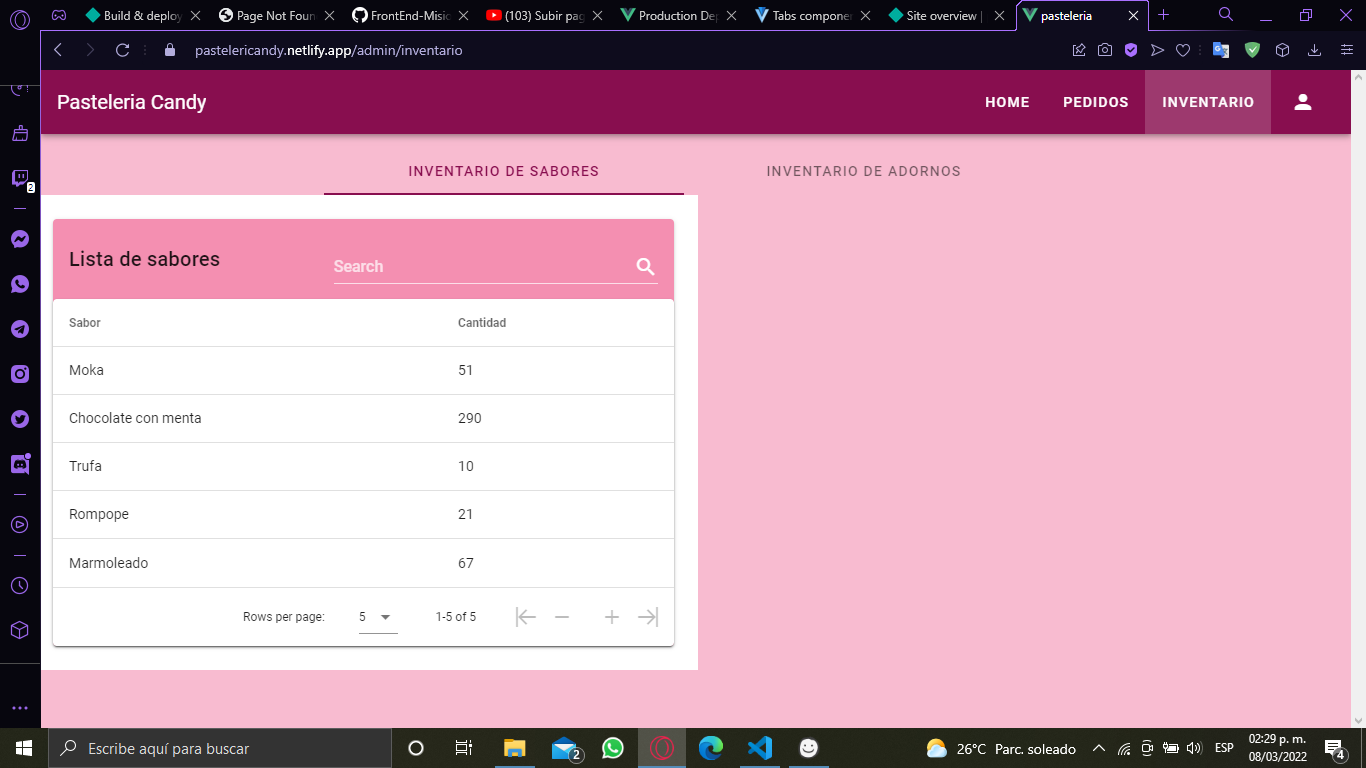 Build & deploy
Page Not Foun
FrontEnd-Misic
(103) Subir pag
Production Dep
Tabs componen
Site overview |
pasteleria
pastelericandy.netlify.app/admin/inventario
Pasteleria Candy
HOME
PEDIDOS
INVENTARIO
INVENTARIO DE SABORES
INVENTARIO DE ADORNOS
2
Lista de sabores
Search
Sabor Cantidad
Moka 51
Chocolate con menta 290
Trufa 10
Rompope 21
Marmoleado 67
Rows per page: 5 1-5 of 5
Escribe aquí para buscar
2
26°C Parc. soleado
ESP
02:29 p. m.
08/03/2022
4